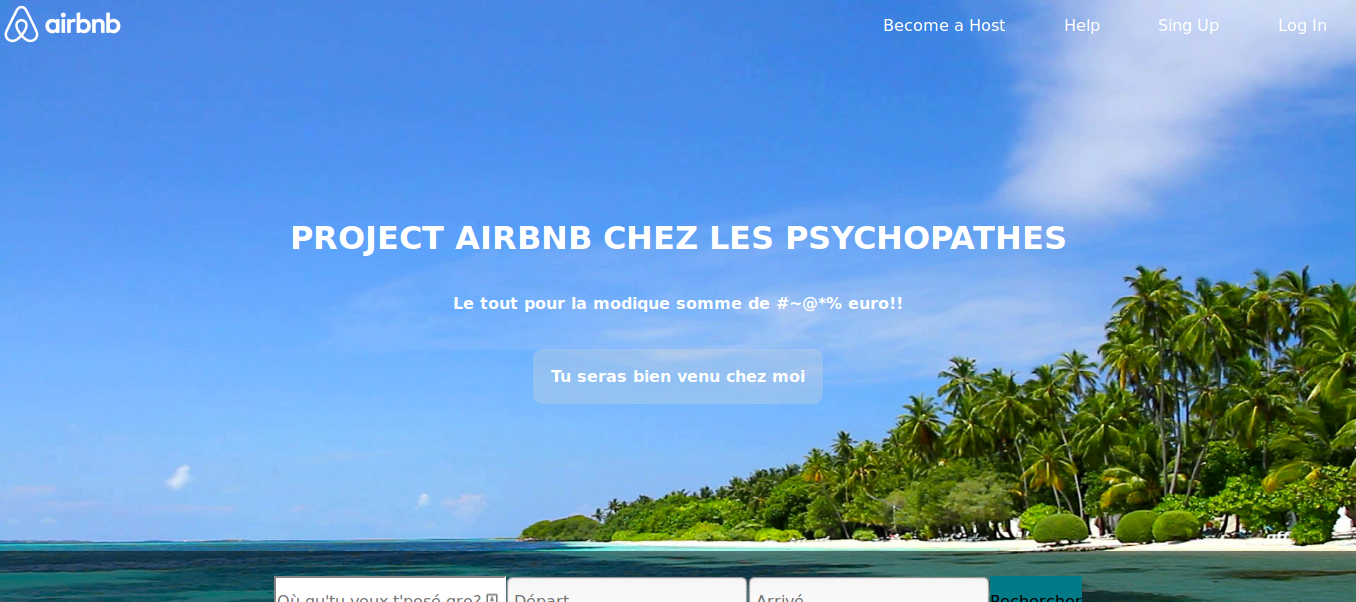 airbnb
Become a Host Help Sing Up Log In
PROJECT AIRBNB CHEZ LES PSYCHOPATHES
Le tout pour la modique somme de #~@*% euro!!
Tu seras bien venu chez moi
Où qu'tu veux t'posé gro? Départ Arrivé Rechercher